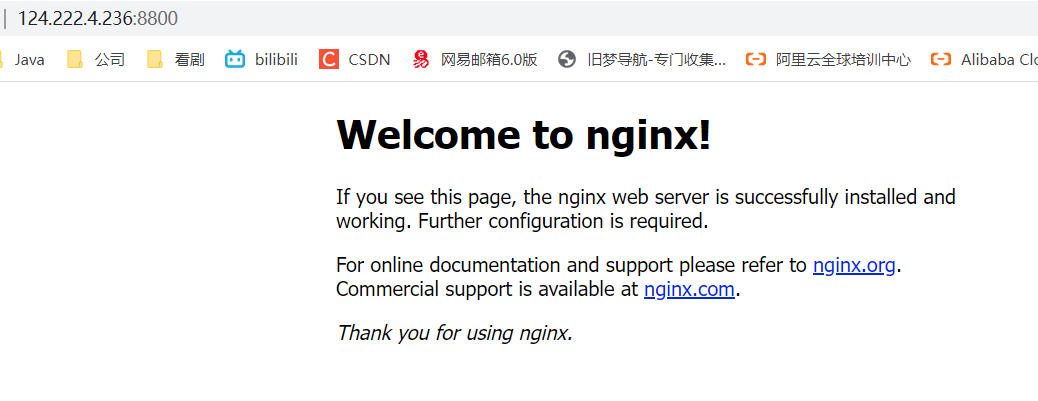 124.222.4.236:8800
Java 公司 看剧 bilibili C CSDN 网易邮箱6.0版 旧梦导航-专门收集... 阿里云全球培训中心 Alibaba Clo
Welcome to nginx!
If you see this page, the nginx web server is successfully installed and
working. Further configuration is required.
For online documentation and support please refer to nginx.org.
Commercial support is available at nginx.com.
Thank you for using nginx.